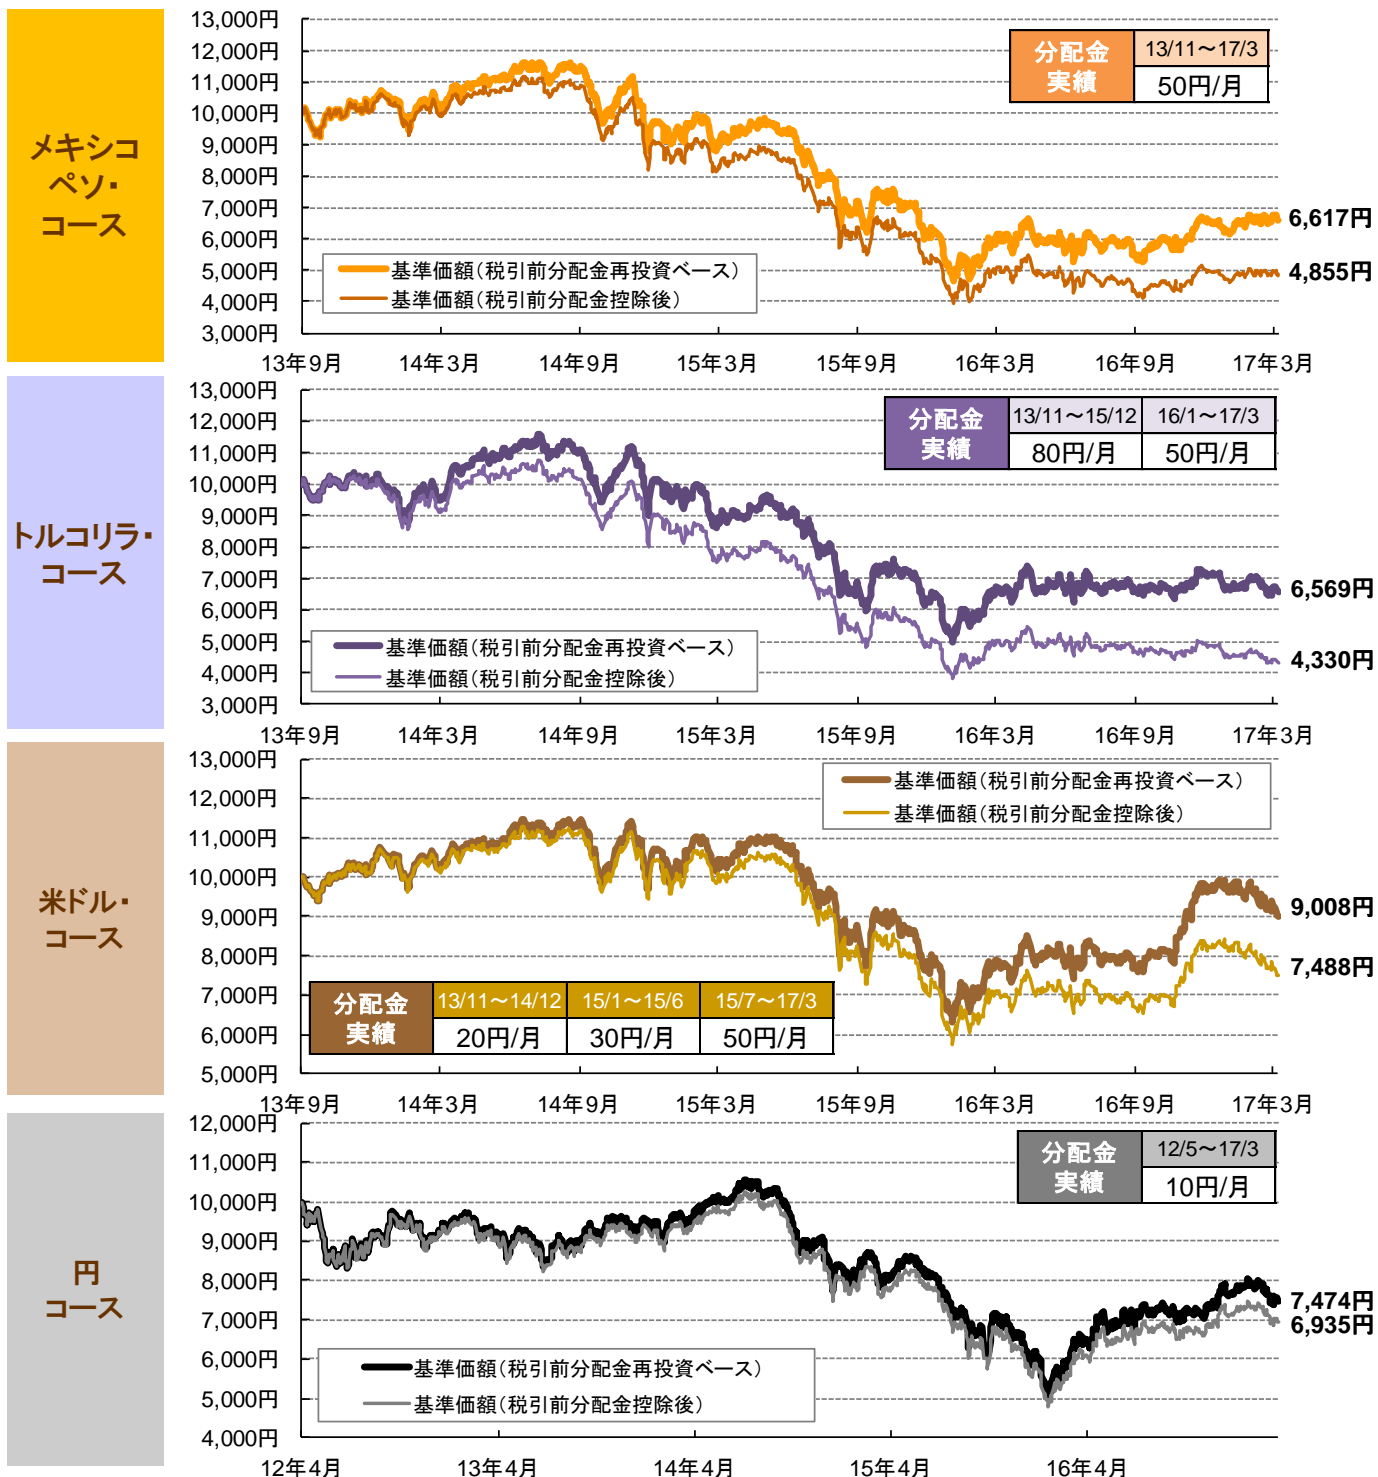 メキシコ
ペソ・
コース
13,000円
12,000円
11,000円
10,000円
9,000円
8,000円
7,000円
6,000円
5,000円
4,000円
3,000円
分配金
実績
13/11～17/3
50円/月
6,617円
4,855円
基準価額（税引前分配金再投資ベース）
基準価額（税引前分配金控除後）
13年9月
14年3月
14年9月
15年3月
15年9月
16年3月
16年9月
17年3月
トルコリラ・
コース
13,000円
12,000円
11,000円
10,000円
9,000円
8,000円
7,000円
6,000円
5,000円
4,000円
3,000円
分配金
実績
13/11～15/12
16/1～17/3
80円/月
50円/月
6,569円
4,330円
基準価額（税引前分配金再投資ベース）
基準価額（税引前分配金控除後）
13年9月
14年3月
14年9月
15年3月
15年9月
16年3月
16年9月
17年3月
米ドル・
コース
13,000円
12,000円
11,000円
10,000円
9,000円
8,000円
7,000円
6,000円
5,000円
基準価額（税引前分配金再投資ベース）
基準価額（税引前分配金控除後）
9,008円
7,488円
分配金
実績
13/11～14/12
15/1～15/6
15/7～17/3
20円/月
30円/月
50円/月
13年9月
14年3月
14年9月
15年3月
15年9月
16年3月
16年9月
17年3月
円
コース
12,000円
11,000円
10,000円
9,000円
8,000円
7,000円
6,000円
5,000円
4,000円
分配金
実績
12/5～17/3
10円/月
7,474円
6,935円
基準価額（税引前分配金再投資ベース）
基準価額（税引前分配金控除後）
12年4月
13年4月
14年4月
15年4月
16年4月